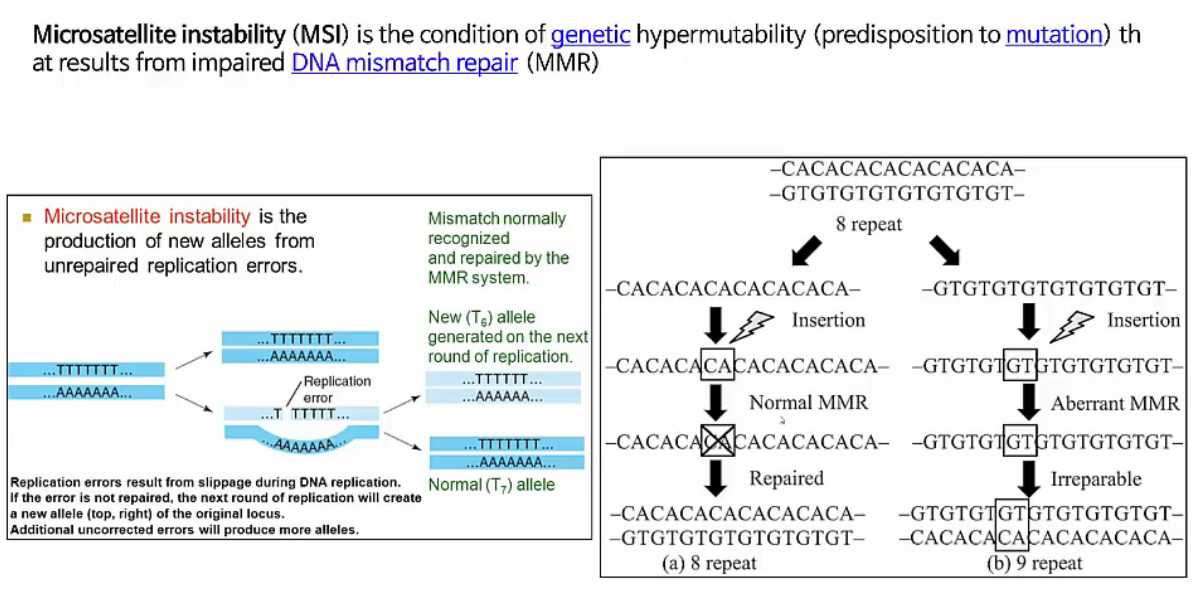 Microsatellite instability (MSI) is the condition of genetic hypermutability (predisposition to mutation) th
at results from impaired DNA mismatch repair (MMR)
Microsatellite instability is the
production of new alleles from
unrepaired replication errors.
Mismatch normally
recognized
and repaired by the
MMR system.
New (T6) allele
generated on the next
round of replication.
...TTTTTTT...
...AAAAAAA...
...TTTTTTT...
...AAAAAAA...
Replication
error
...T TTTTT...
...AAAAAAA...
...TTTTTT...
...AAAAAA...
...TTTTTTT...
...AAAAAAA...
Normal (T7) allele
Replication errors result from slippage during DNA replication.
If the error is not repaired, the next round of replication will create
a new allele (top, right) of the original locus.
Additional uncorrected errors will produce more alleles.
–CACACACACACACACA–
–GTGTGTGTGTGTGTGT–
8 repeat
–CACACACACACACACA–
Insertion
–CACACACACACACACACA–
Normal MMR
–CACACACACACACACACA–
Repaired
–CACACACACACACACA–
–GTGTGTGTGTGTGTGT–
(a) 8 repeat
–GTGTGTGTGTGTGTGT–
Insertion
–GTGTGTGTGTGTGTGTGT–
Aberrant MMR
–GTGTGTGTGTGTGTGTGT–
Irreparable
–GTGTGTGTGTGTGTGTGT–
–CACACACACACACACACA–
(b) 9 repeat